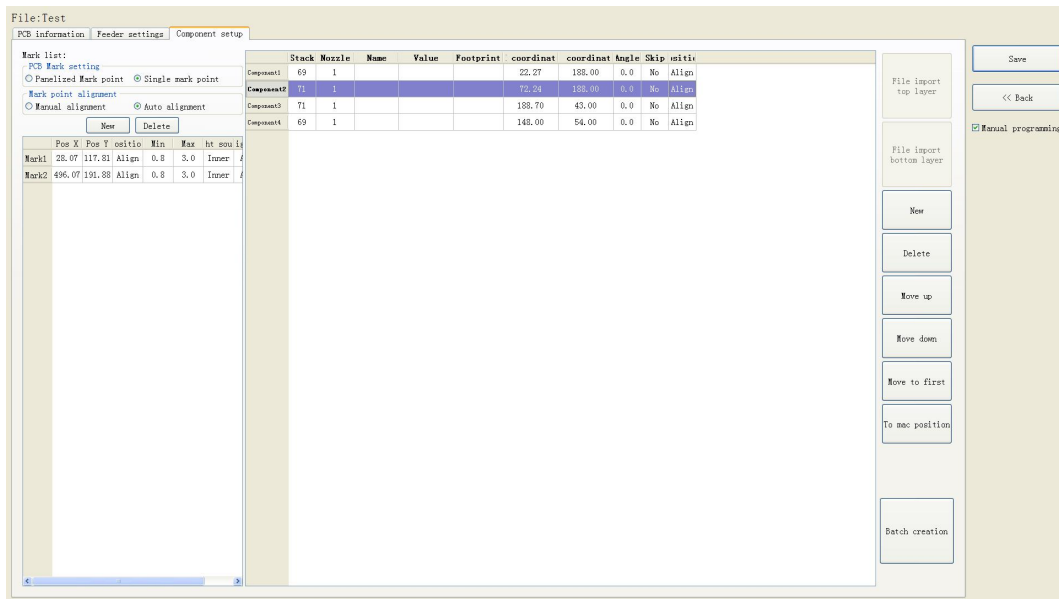 File:Test
PCB information Feeder settings Component setup
Mark list:
PCB Mark setting
Panelized Mark point Single mark point
Mark point alignment
Manual alignment Auto alignment
New Delete
Pos X Pos Y ositio Min Max ht sou
Mark1 28.07 117.81 Align 0.8 3.0 Inner
Mark2 496.07 191.88 Align 0.8 3.0 Inner
Stack Nozzle Name Value Footprint coordinat coordinat Angle Skip ositi
Component1 69 1 22.27 188.00 0.0 No Align
Component2 71 1 72.24 188.00 0.0 No Align
Component3 71 1 188.70 43.00 0.0 No Align
Component4 69 1 148.00 54.00 0.0 No Align
File import
top layer
File import
bottom layer
New
Delete
Move up
Move down
Move to first
To mac position
Batch creation
Save
<< Back
Manual programming